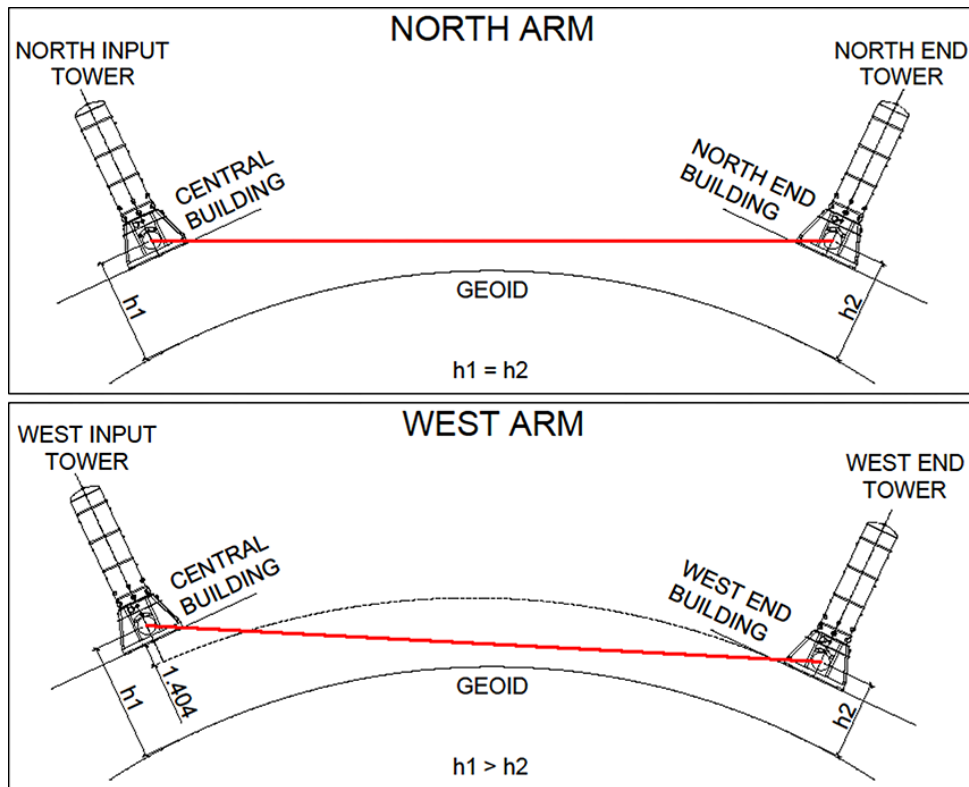 NORTH ARM
NORTH INPUT
TOWER
NORTH END
TOWER
CENTRAL
BUILDING
NORTH END
BUILDING
h1
GEOID
h2
h1 = h2
WEST ARM
WEST INPUT
TOWER
WEST END
TOWER
CENTRAL
BUILDING
WEST END
BUILDING
h1
1.404
GEOID
h2
h1 > h2